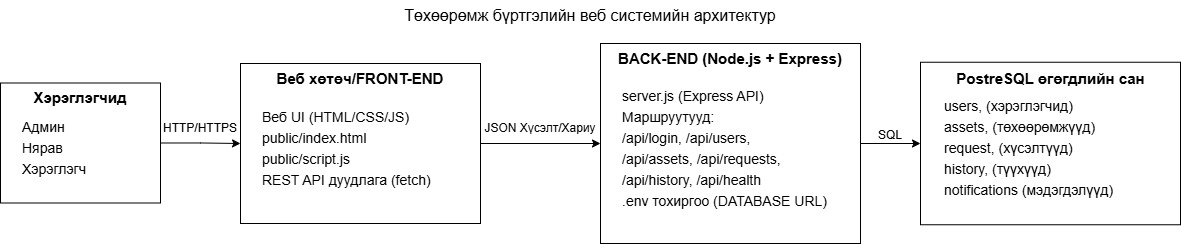 Төхөөрөмж бүртгэлийн веб системийн архитектур
Хэрэглэгчид
Админ
Нярав
Хэрэглэгч
HTTP/HTTPS
Веб хөтөч/FRONT-END
Веб UI (HTML/CSS/JS)
public/index.html
public/script.js
REST API дуудлага (fetch)
JSON Хүсэлт/Хариу
BACK-END (Node.js + Express)
server.js (Express API)
Маршруутууд:
/api/login, /api/users,
/api/assets, /api/requests,
/api/history, /api/health
.env тохиргоо (DATABASE URL)
SQL
PostreSQL өгөгдлийн сан
users, (хэрэглэгчид)
assets, (төхөөрөмжүүд)
request, (хүсэлтүүд)
history, (түүхүүд)
notifications (мэдэгдэлүүд)